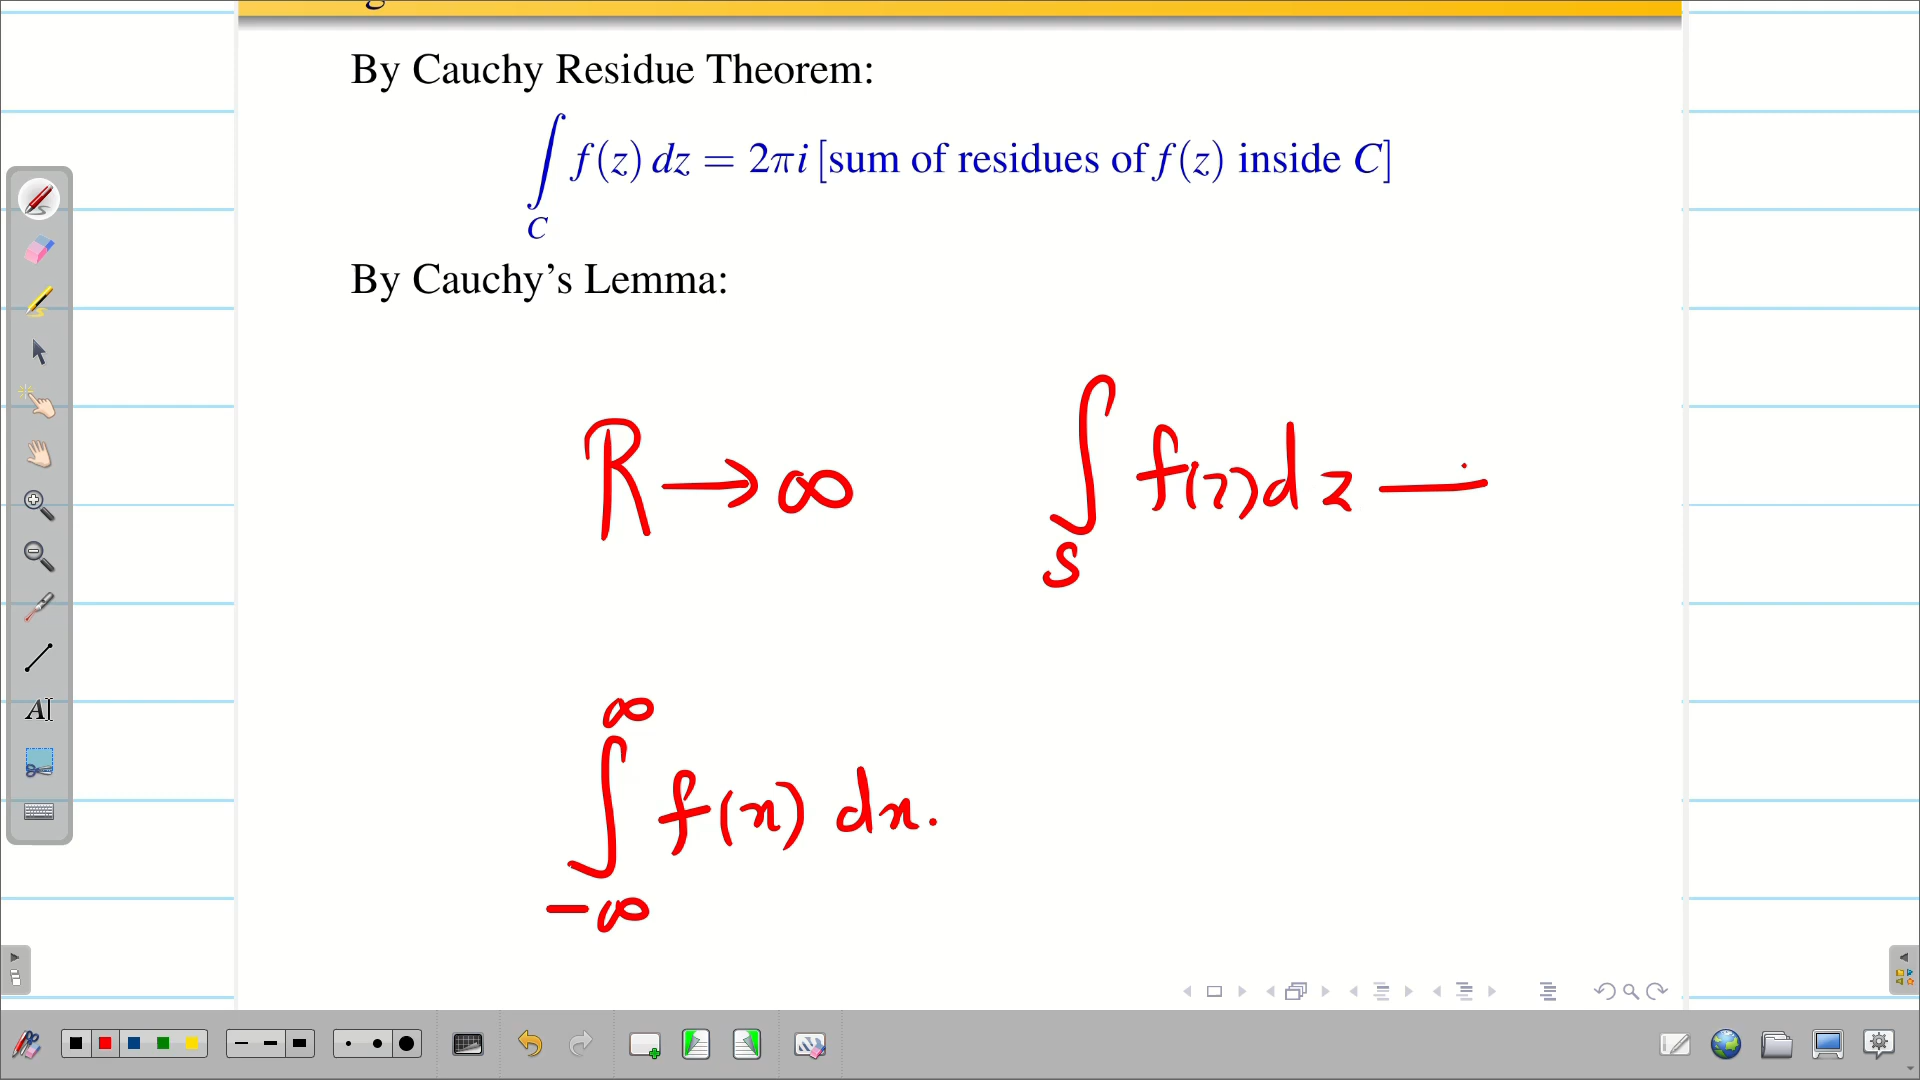 By Cauchy Residue Theorem:
∫_C f(z) dz = 2πi [sum of residues of f(z) inside C]
By Cauchy's Lemma:
R → ∞ ∫_S f(z) dz —
∫_{-∞}^{∞} f(x) dx.